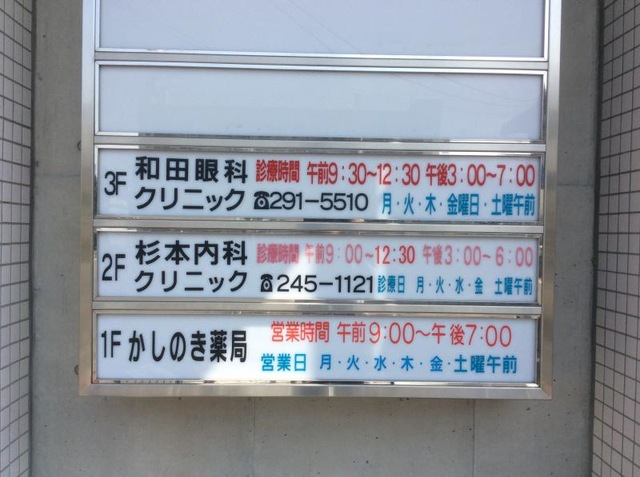 3F 和田眼科 診療時間 午前9:30~12:30 午後3:00~7:00
クリニック ☎291-5510 月・火・木・金曜日・土曜午前
2F 杉本内科 診療時間 午前9:00~12:30 午後3:00~6:00
クリニック ☎245-1121 診療日 月・火・水・金 土曜午前
1F かしのき薬局 営業時間 午前9:00~午後7:00
営業日 月・火・水・木・金・土曜午前